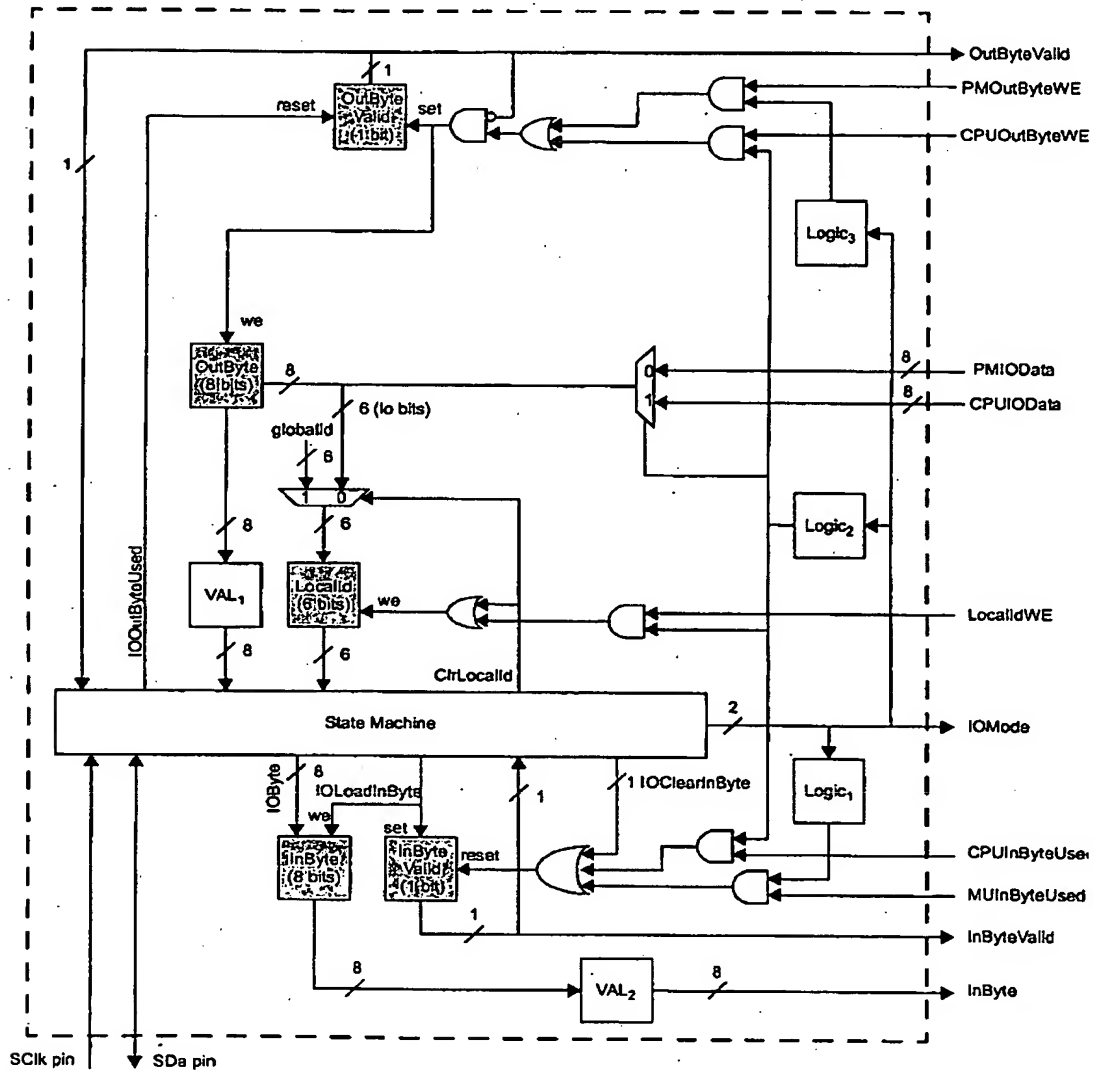 OutByteValid
1
PMOutByteWE
OutByte
Valid
(1 bit)
reset
set
CPUOutByteWE
1
Logic3
we
OutByte
(8 bits)
8
0
8
PMIOData
1
8
CPUIOData
6 (lo bits)
globalId
6
1 0
8
6
Logic2
IOOutByteUsed
VAL1
LocalId
(6 bits)
we
LocalIdWE
8
6
ClrLocalId
State Machine
2
IOMode
IOByte
8
IOLoadInByte
1
1 IOClearInByte
Logic1
we
set
InByte
(8 bits)
InByte
Valid
(1 bit)
reset
CPUInByteUse
MUInByteUsed
1
InByteValid
8
VAL2
8
InByte
SClk pin
SDa pin